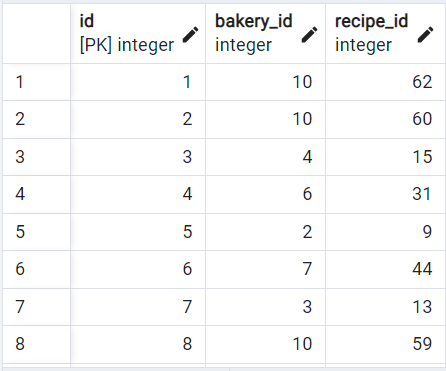 id bakery_id recipe_id
[PK] integer integer integer
1 1 10 62
2 2 10 60
3 3 4 15
4 4 6 31
5 5 2 9
6 6 7 44
7 7 3 13
8 8 10 59